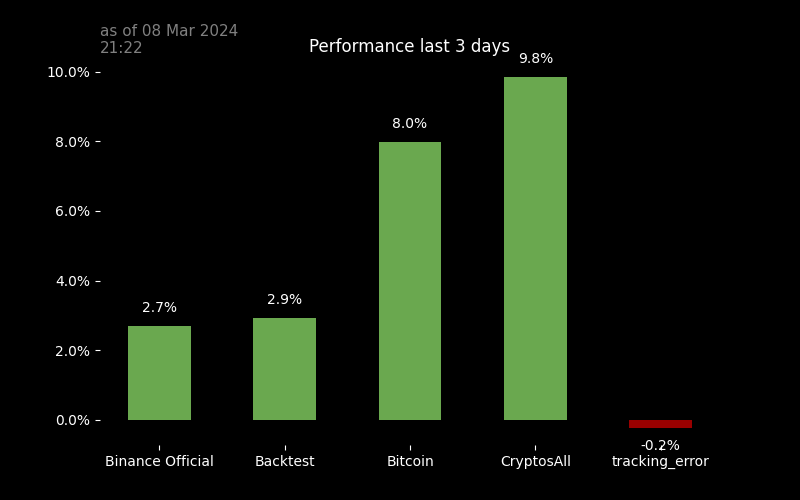 as of 08 Mar 2024
21:22
Performance last 3 days
10.0%
8.0%
6.0%
4.0%
2.0%
0.0%
2.7%
2.9%
8.0%
9.8%
-0.2%
Binance Official
Backtest
Bitcoin
CryptosAll
tracking_error